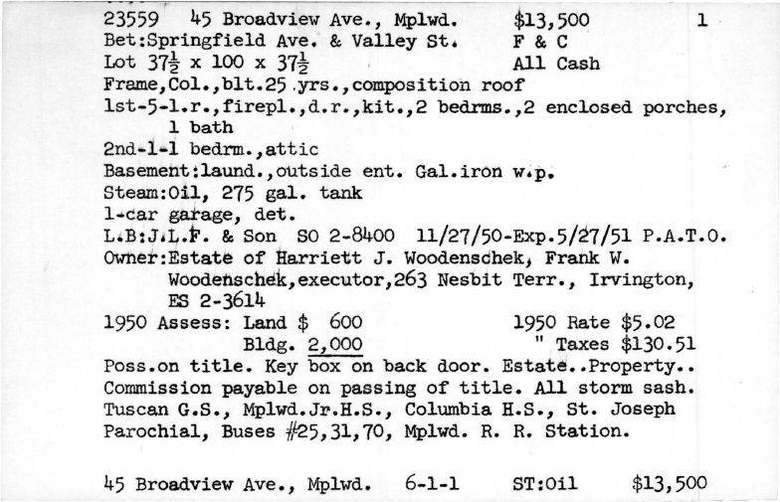 23559 45 Broadview Ave., Mplwd. $13,500 1
Bet:Springfield Ave. & Valley St. F & C
Lot 37½ x 100 x 37½ All Cash
Frame,Col.,blt.25 yrs.,composition roof
1st-5-l.r.,firepl.,d.r.,kit.,2 bedrms.,2 enclosed porches,
1 bath
2nd-1-1 bedrm.,attic
Basement:laund.,outside ent. Gal.iron w.p.
Steam:Oil, 275 gal. tank
1-car garage, det.
L.B:J.L.F. & Son SO 2-8400 11/27/50-Exp.5/27/51 P.A.T.O.
Owner:Estate of Harriett J. Woodenschek, Frank W.
Woodenschek,executor,263 Nesbit Terr., Irvington,
ES 2-3614
1950 Assess: Land $ 600 1950 Rate $5.02
Bldg. 2,000 " Taxes $130.51
Poss.on title. Key box on back door. Estate..Property..
Commission payable on passing of title. All storm sash.
Tuscan G.S., Mplwd.Jr.H.S., Columbia H.S., St. Joseph
Parochial, Buses #25,31,70, Mplwd. R. R. Station.
45 Broadview Ave., Mplwd. 6-1-1 ST:Oil $13,500